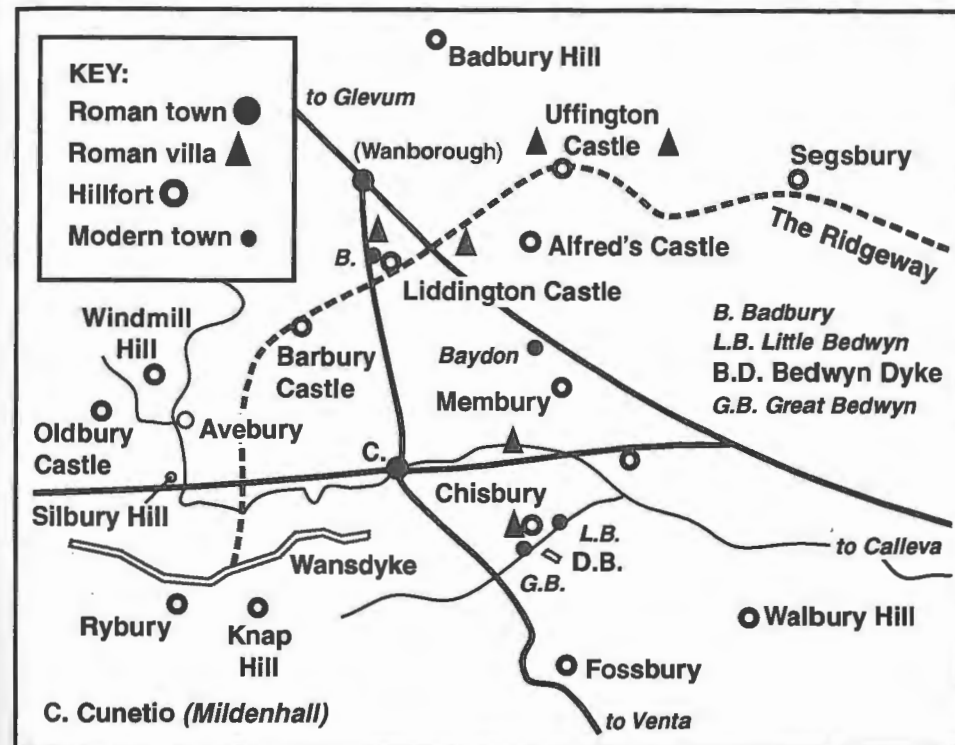 KEY:
Roman town
Roman villa
Hillfort
Modern town
Badbury Hill
to Glevum
(Wanborough)
Uffington
Castle
Segsbury
The Ridgeway
Alfred's Castle
B.
Liddington Castle
Windmill
Hill
Barbury
Castle
Baydon
Membury
B. Badbury
L.B. Little Bedwyn
B.D. Bedwyn Dyke
G.B. Great Bedwyn
Oldbury
Castle
Avebury
C.
Silbury Hill
Chisbury
L.B.
D.B.
G.B.
to Calleva
Wansdyke
Rybury
Knap
Hill
Walbury Hill
Fossbury
C. Cunetio (Mildenhall)
to Venta